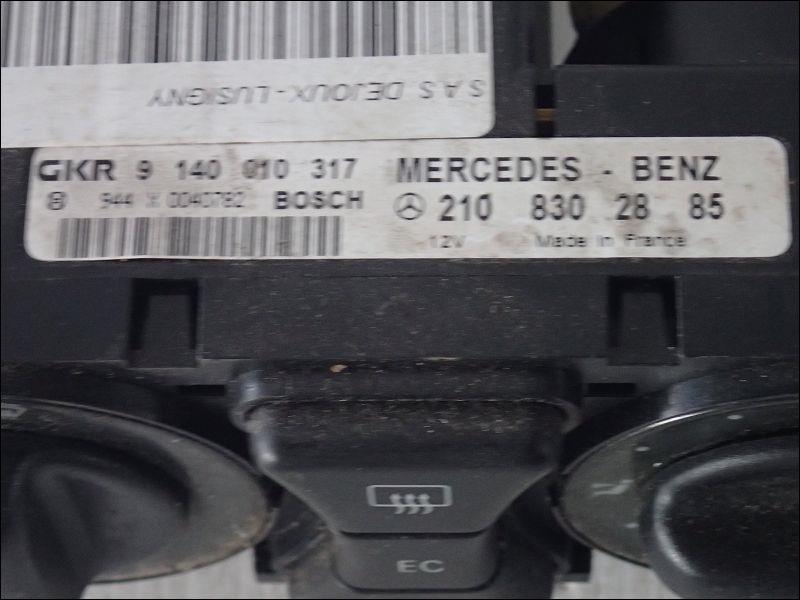 S A S DEJOUX - LUSIGNY
GKR 9 140 010 317
944 X 0040782 BOSCH
MERCEDES - BENZ
210 830 28 85
12V Made in France
EC